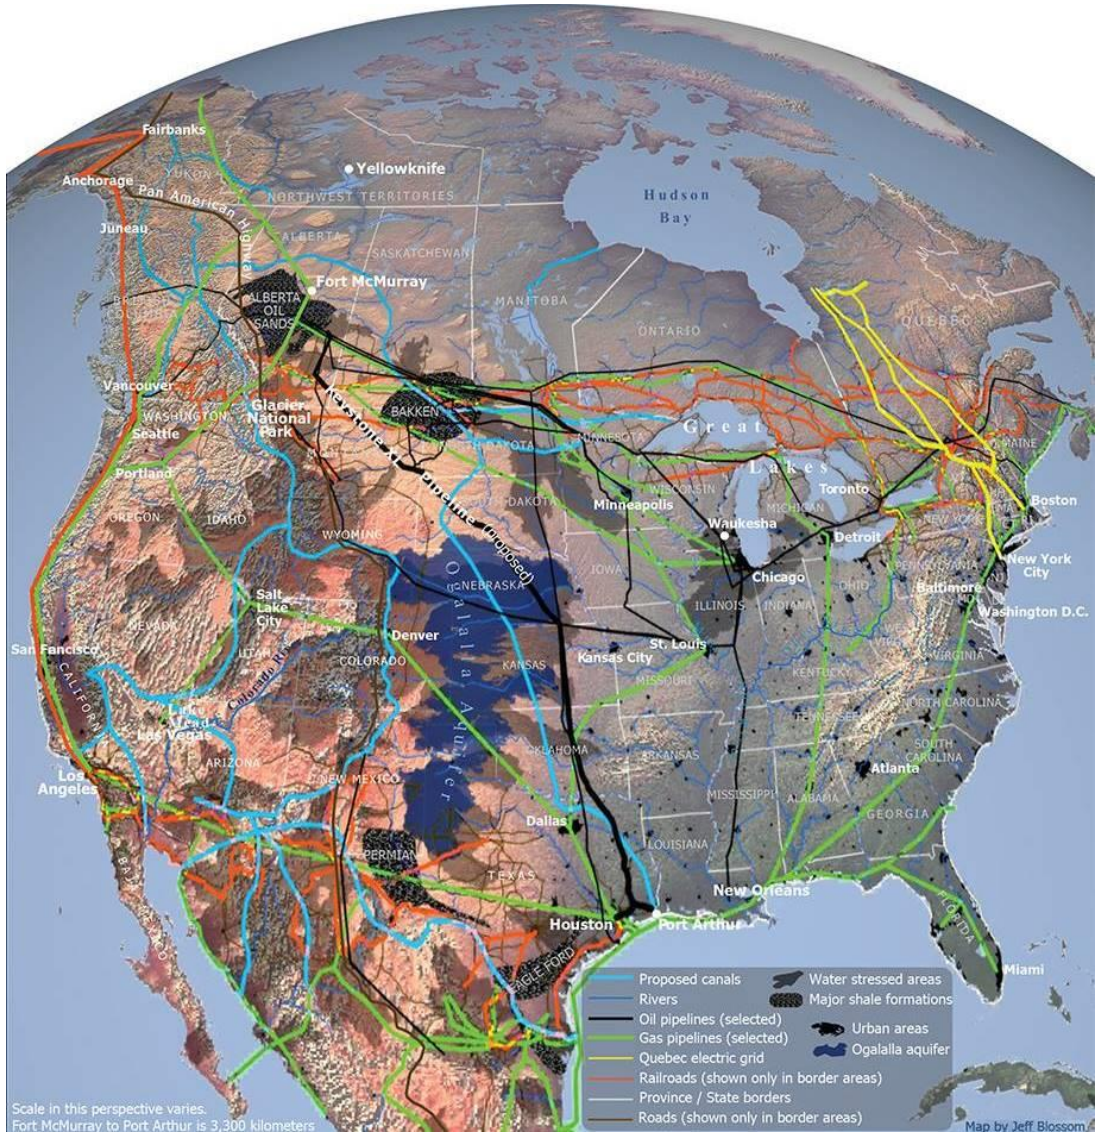 Fairbanks
YUKON
Yellowknife
Anchorage
Pan American Highway
NORTHWEST TERRITORIES
Hudson
Bay
Juneau
ALBERTA
SASKATCHEWAN
Fort McMurray
BRITISH
COLUMBIA
ALBERTA
OIL
SANDS
MANITOBA
ONTARIO
QUEBEC
Vancouver
WASHINGTON
Glacier
National
Park
Keystone XL Pipeline (proposed)
BAKKEN
Seattle
MINNESOTA
Great
Lakes
MAINE
Portland
SOUTH DAKOTA
WISCONSIN
Minneapolis
MICHIGAN
Toronto
Boston
OREGON
IDAHO
WYOMING
Waukesha
NEW YORK
Detroit
New York
City
IOWA
Chicago
PENNSYLVANIA
Ogalalla Aquifer
NEBRASKA
ILLINOIS
INDIANA
OHIO
Baltimore
Washington D.C.
Salt
Lake
City
NEVADA
UTAH
Denver
St. Louis
San Francisco
COLORADO
Kansas City
KANSAS
MISSOURI
KENTUCKY
VIRGINIA
CALIFORNIA
Colorado R.
Lake
Mead
Las Vegas
NORTH CAROLINA
TENNESSEE
ARIZONA
OKLAHOMA
ARKANSAS
SOUTH
CAROLINA
Los
Angeles
NEW MEXICO
Atlanta
MISSISSIPPI
ALABAMA
GEORGIA
Dallas
PERMIAN
LOUISIANA
BAJA
TEXAS
New Orleans
Houston
Port Arthur
FLORIDA
EAGLE FORD
Miami
Proposed canals
Rivers
Oil pipelines (selected)
Gas pipelines (selected)
Quebec electric grid
Railroads (shown only in border areas)
Province / State borders
Roads (shown only in border areas)
Water stressed areas
Major shale formations
Urban areas
Ogalalla aquifer
Scale in this perspective varies.
Fort McMurray to Port Arthur is 3,300 kilometers
Map by Jeff Blossom